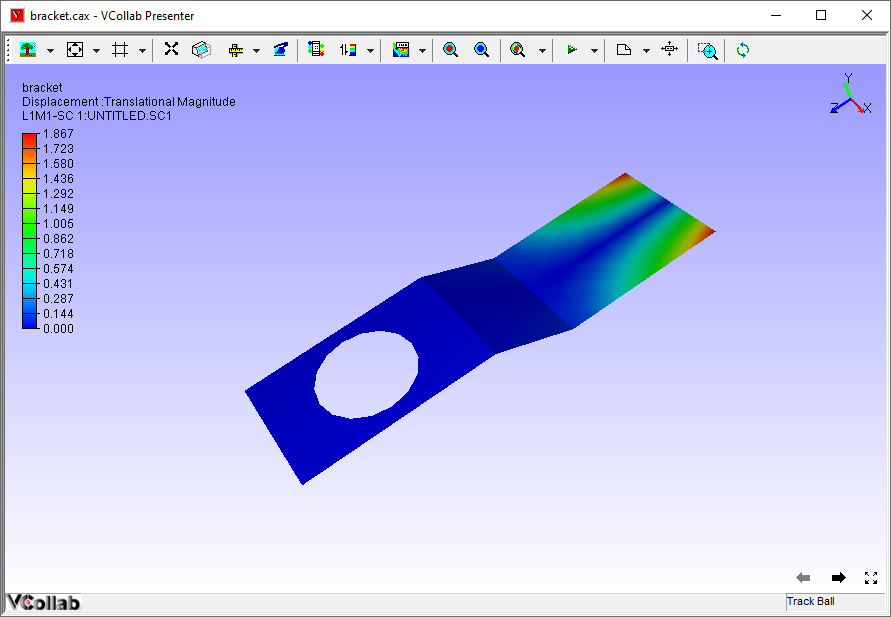 bracket.cax - VCollab Presenter
bracket
Displacement :Translational Magnitude
L1M1-SC 1:UNTITLED.SC1
1.867
1.723
1.580
1.436
1.292
1.149
1.005
0.862
0.718
0.574
0.431
0.287
0.144
0.000
Y
Z
X
VCollab
Track Ball